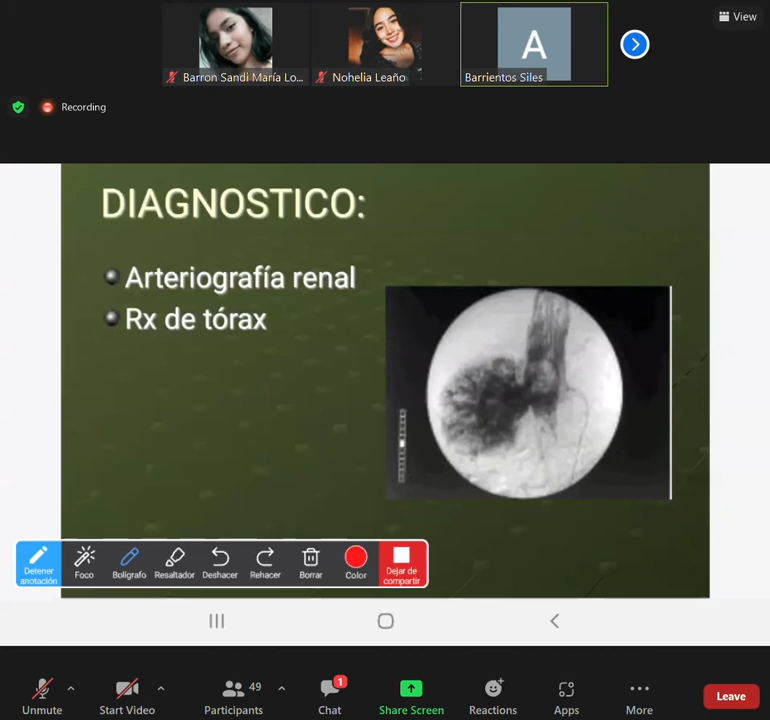 View
Barron Sandi María Lo...
Nohelia Leaño
Barrientos Siles
A
Recording
DIAGNOSTICO:
Arteriografía renal
Rx de tórax
Detener anotación
Foco
Bolígrafo
Resaltador
Deshacer
Rehacer
Borrar
Color
Dejar de compartir
Unmute
Start Video
49
Participants
1
Chat
Share Screen
Reactions
Apps
More
Leave